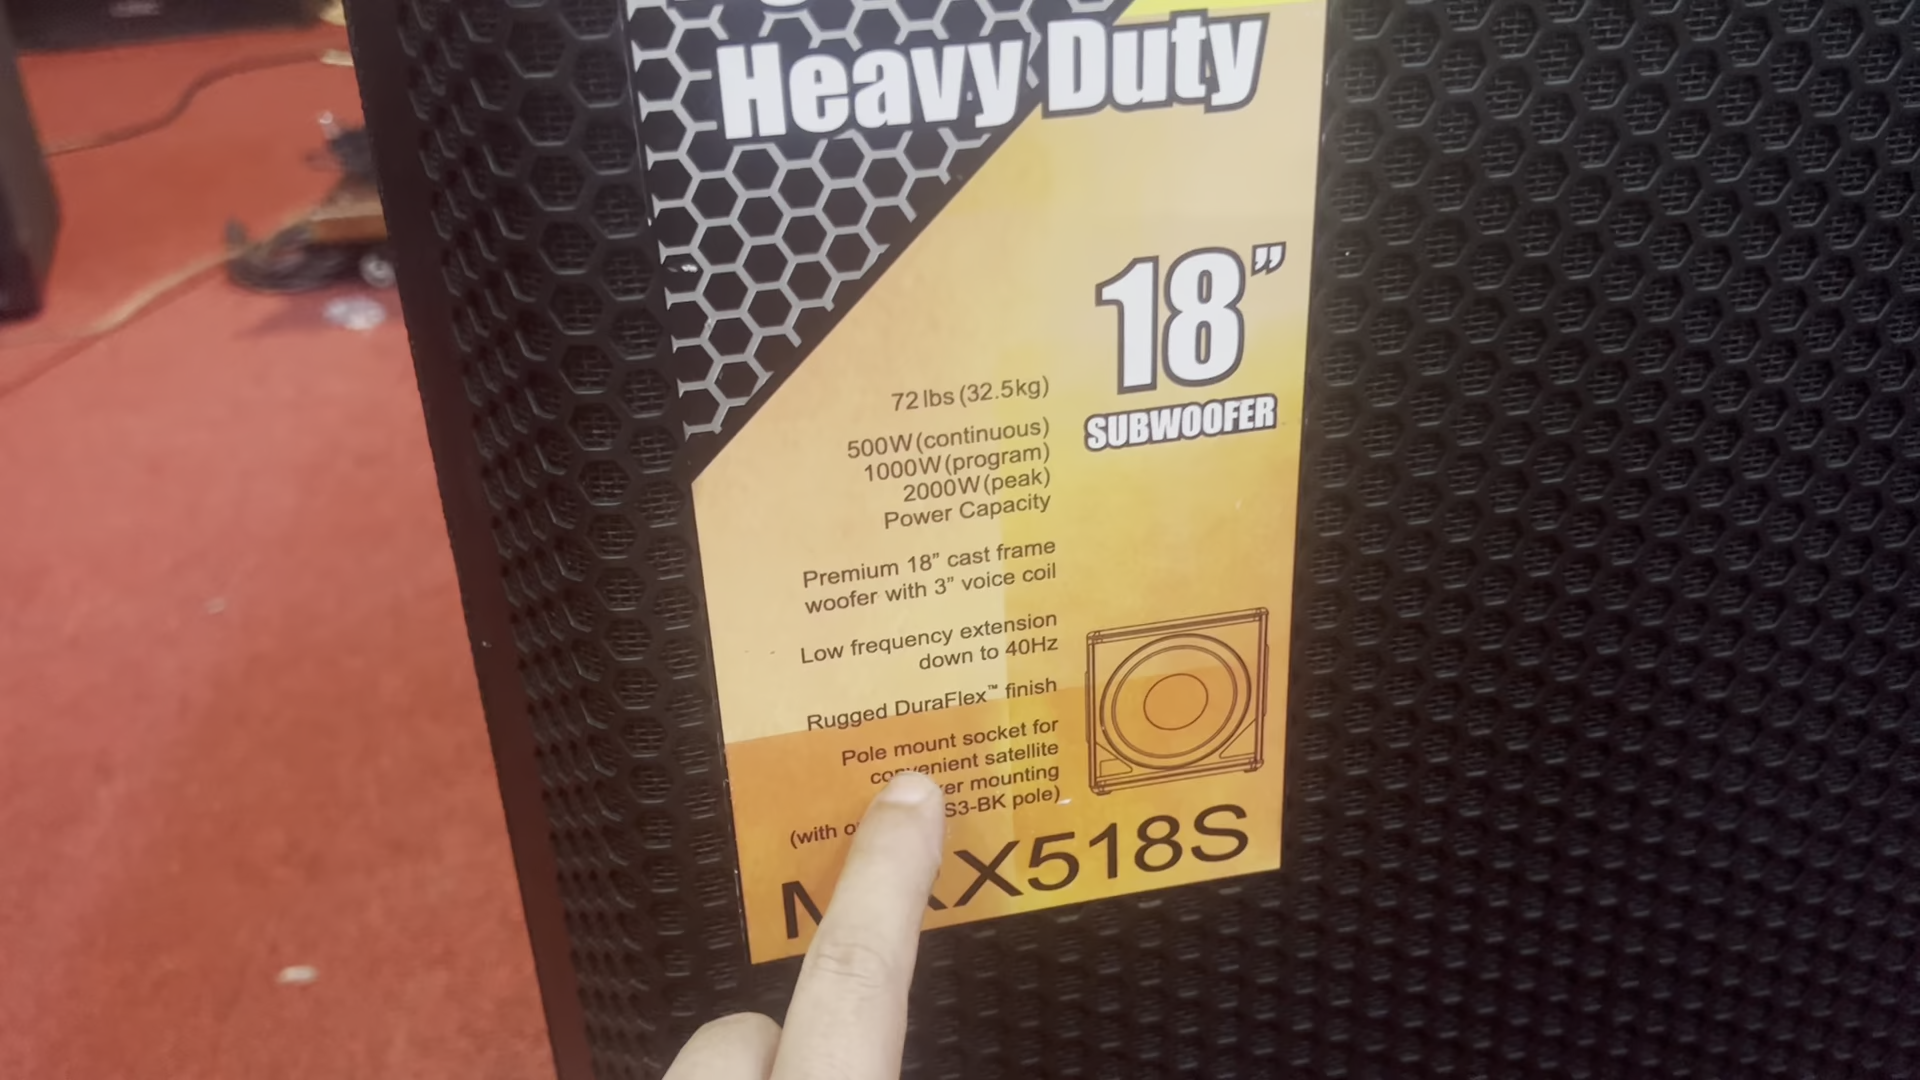 Heavy Duty
18”
SUBWOOFER
72 lbs (32.5kg)
500W (continuous)
1000W (program)
2000W (peak)
Power Capacity
Premium 18” cast frame
woofer with 3” voice coil
Low frequency extension
down to 40Hz
Rugged DuraFlex™ finish
Pole mount socket for
convenient satellite
mounting
(with S3-BK pole)
X518S